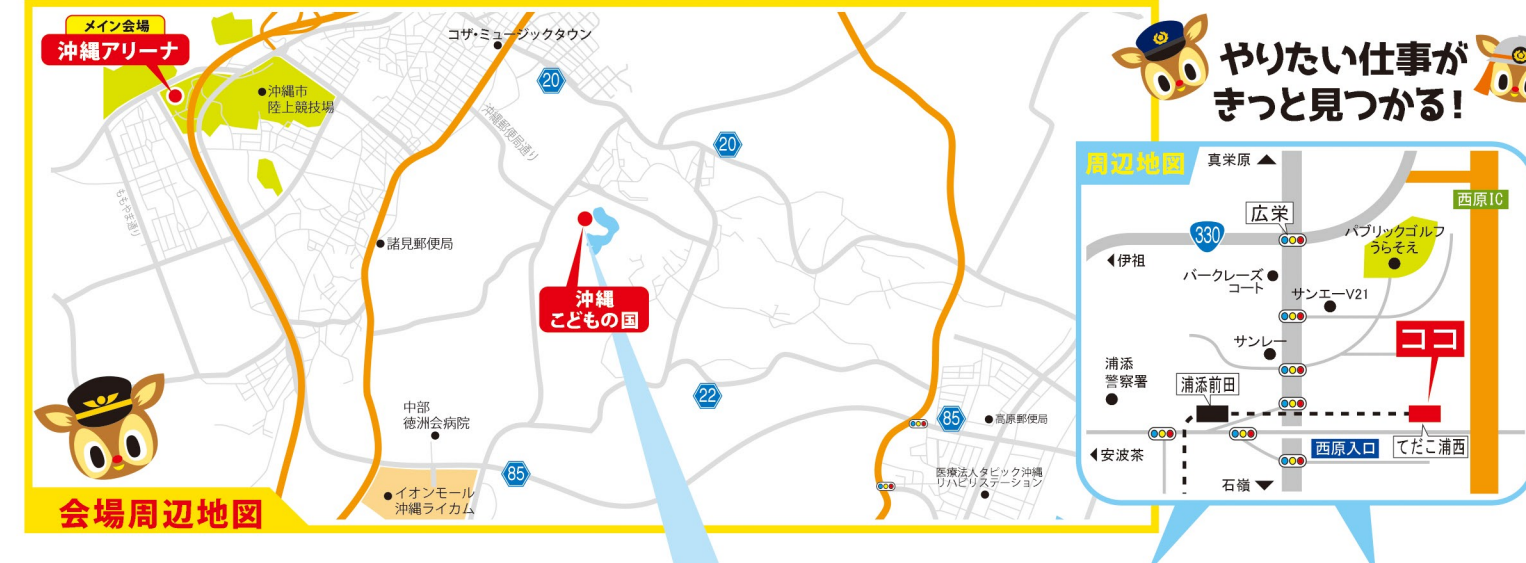 メイン会場
沖縄アリーナ
コザ・ミュージックタウン
20
沖縄市
陸上競技場
沖縄郵便局通り
20
ももやま通り
諸見郵便局
沖縄
こどもの国
22
中部
徳洲会病院
85
高原郵便局
85
医療法人タピック沖縄
リハビリステーション
イオンモール
沖縄ライカム
会場周辺地図
やりたい仕事が
きっと見つかる!
周辺地図
真栄原
西原IC
広栄
330
パブリックゴルフ
うらそえ
伊祖
バークレーズ
コート
サンエーV21
サンレー
ココ
浦添
警察署
浦添前田
西原入口
てだこ浦西
安波茶
石嶺